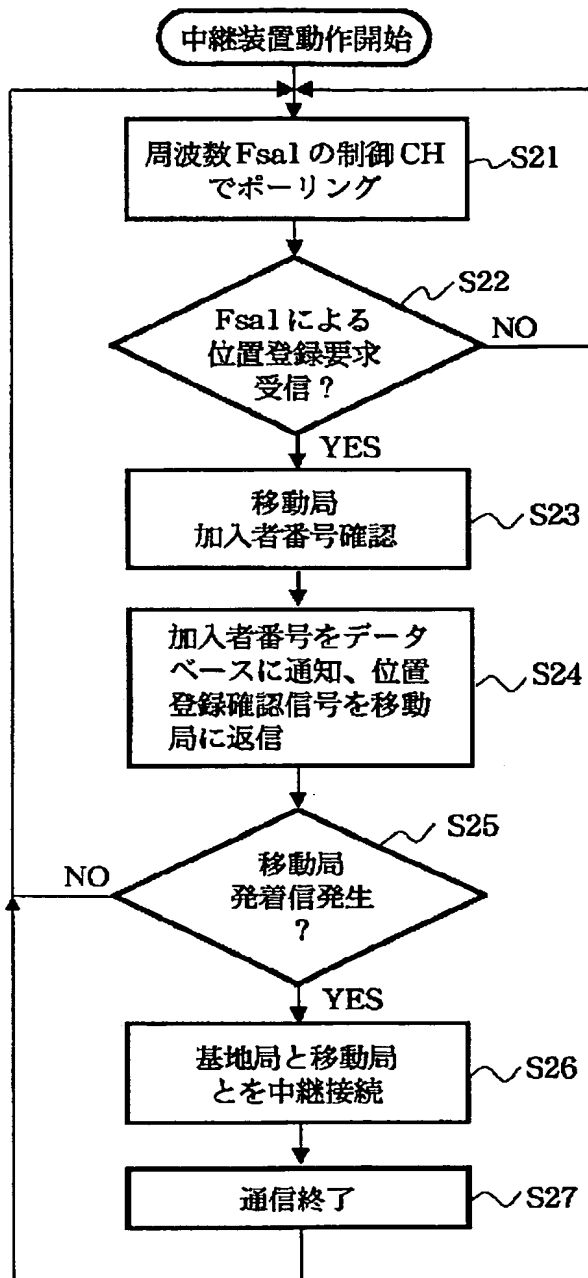 中継装置動作開始
周波数Fsa1の制御CH
でポーリング
S21
S22
Fsa1による
位置登録要求
受信?
NO
YES
移動局
加入者番号確認
S23
加入者番号をデータ
ベースに通知、位置
登録確認信号を移動
局に返信
S24
S25
移動局
発着信発生
?
NO
YES
基地局と移動局
とを中継接続
S26
通信終了
S27